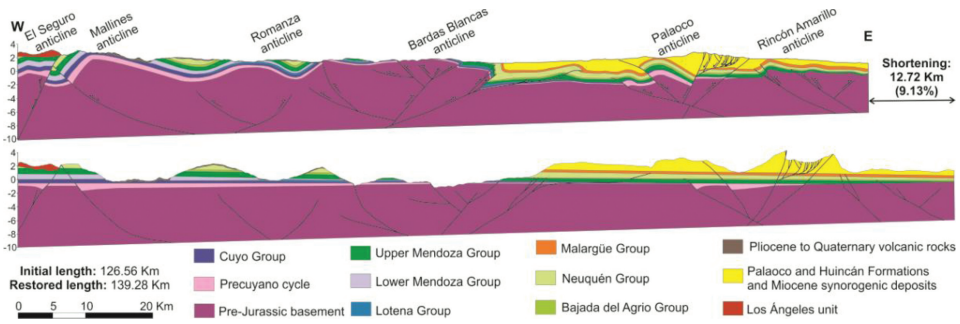 W
El Seguro
anticline
Mallines
anticline
Romanza
anticline
Bardas Blancas
anticline
Palaoco
anticline
Rincón Amarillo
anticline
E
4
2
0
-2
-4
-6
-8
-10
Shortening:
12.72 Km
(9.13%)
4
2
0
-2
-4
-6
-8
-10
Initial length: 126.56 Km
Restored length: 139.28 Km
0 5 10 20 Km
Cuyo Group
Precuyano cycle
Pre-Jurassic basement
Upper Mendoza Group
Lower Mendoza Group
Lotena Group
Malargüe Group
Neuquén Group
Bajada del Agrio Group
Pliocene to Quaternary volcanic rocks
Palaoco and Huincán Formations
and Miocene synorogenic deposits
Los Ángeles unit